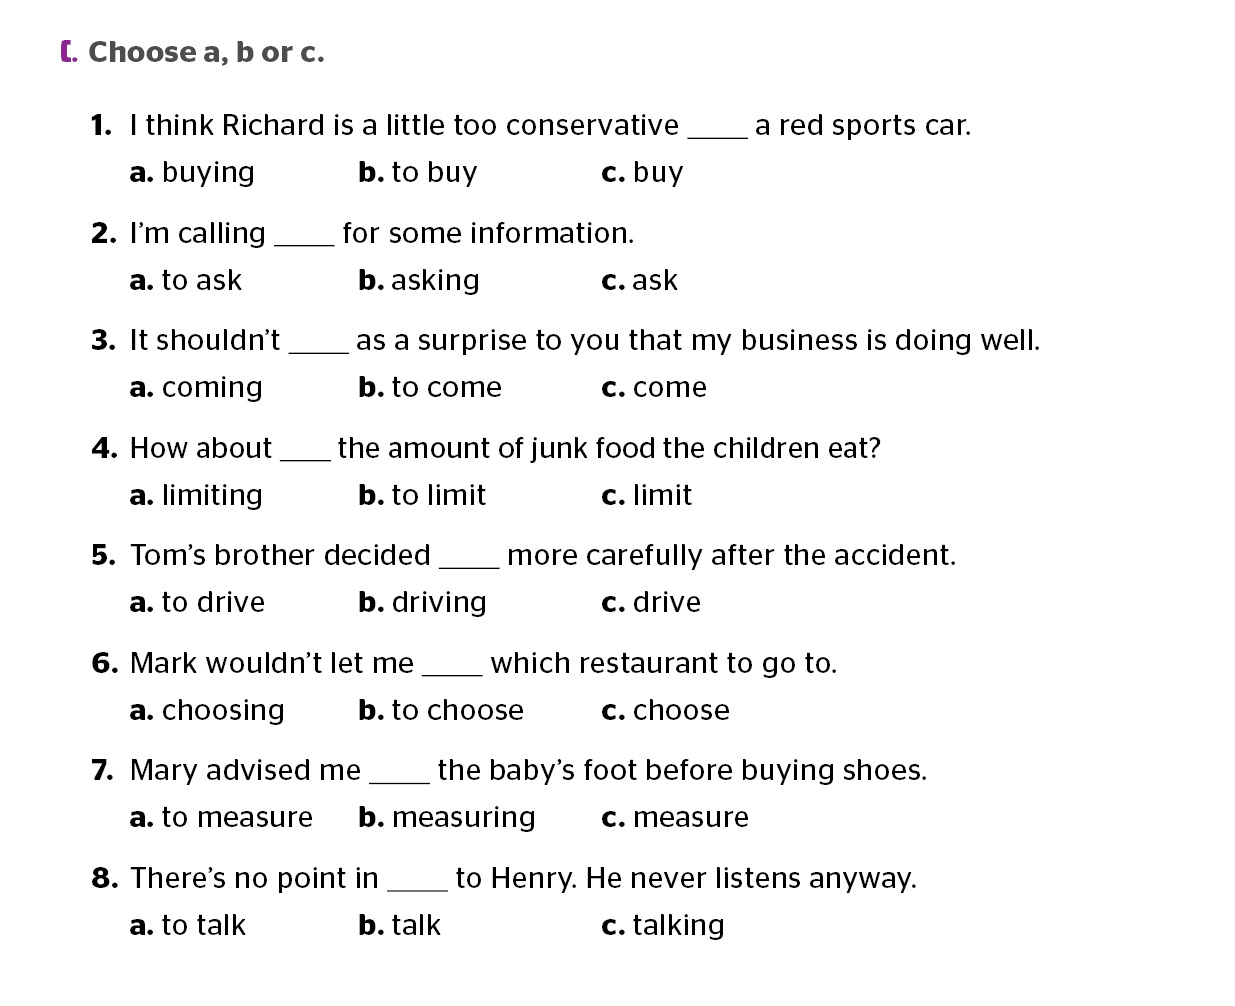 C. Choose a, b or c.
1. I think Richard is a little too conservative ____ a red sports car.
a. buying b. to buy c. buy
2. I’m calling ____ for some information.
a. to ask b. asking c. ask
3. It shouldn’t ____ as a surprise to you that my business is doing well.
a. coming b. to come c. come
4. How about ____ the amount of junk food the children eat?
a. limiting b. to limit c. limit
5. Tom’s brother decided ____ more carefully after the accident.
a. to drive b. driving c. drive
6. Mark wouldn’t let me ____ which restaurant to go to.
a. choosing b. to choose c. choose
7. Mary advised me ____ the baby’s foot before buying shoes.
a. to measure b. measuring c. measure
8. There’s no point in ____ to Henry. He never listens anyway.
a. to talk b. talk c. talking